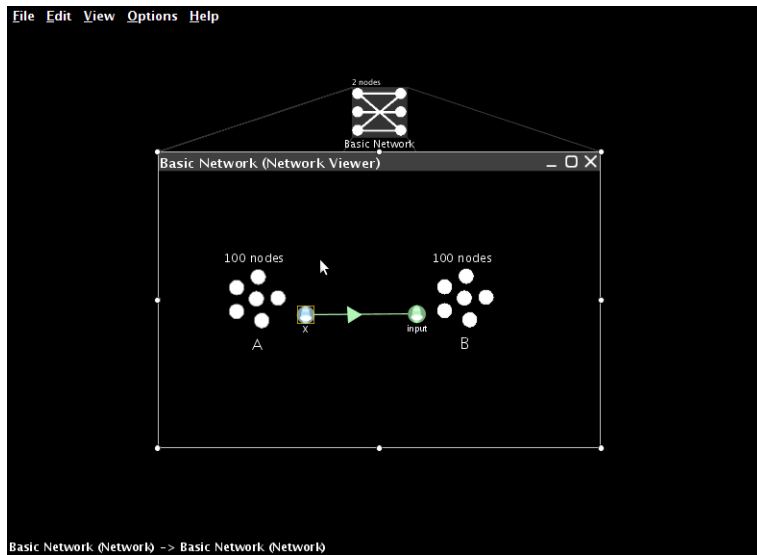 File Edit View Options Help
2 nodes
Basic Network
Basic Network (Network Viewer)
100 nodes
100 nodes
X
input
A
B
Basic Network (Network) -> Basic Network (Network)